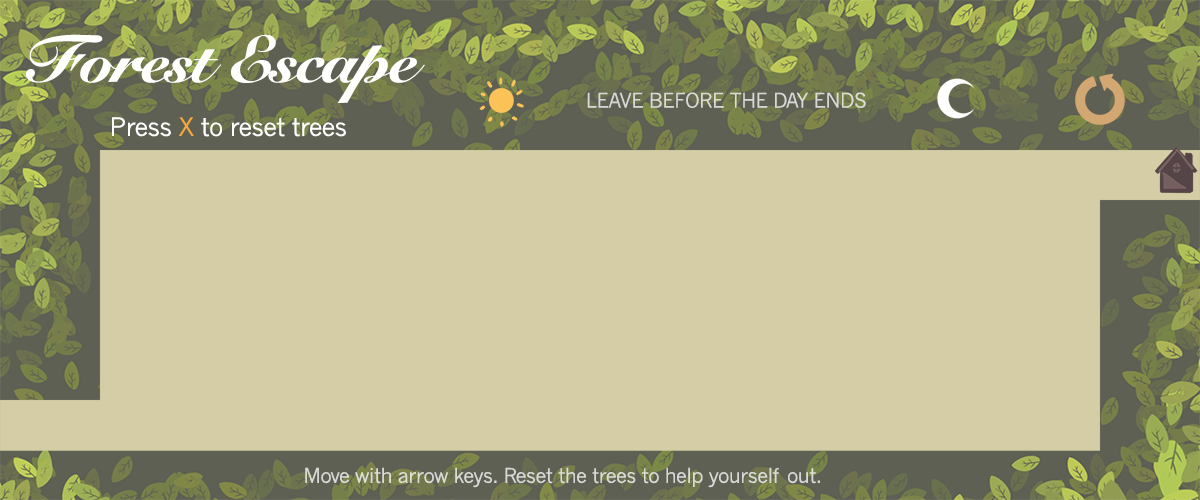 Forest Escape
Press X to reset trees
LEAVE BEFORE THE DAY ENDS
Move with arrow keys. Reset the trees to help yourself out.